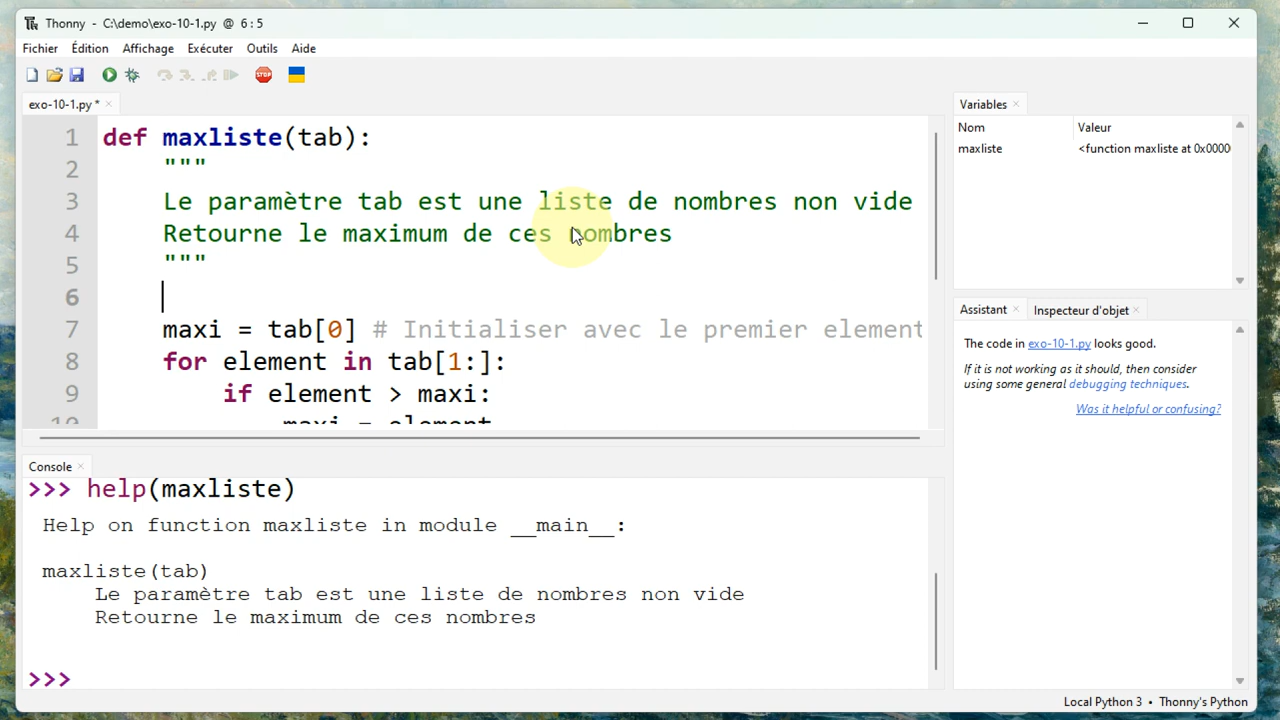 Thonny - C:\demo\exo-10-1.py @ 6:5
Fichier Édition Affichage Exécuter Outils Aide
STOP
exo-10-1.py *
1 def maxliste(tab):
2 """
3 Le paramètre tab est une liste de nombres non vide
4 Retourne le maximum de ces nombres
5 """
6
7 maxi = tab[0] # Initialiser avec le premier element
8 for element in tab[1:]:
9 if element > maxi:
10 maxi = element
Console
>>> help(maxliste)
Help on function maxliste in module __main__:
maxliste(tab)
Le paramètre tab est une liste de nombres non vide
Retourne le maximum de ces nombres
>>>
Variables
Nom Valeur
maxliste <function maxliste at 0x0000
Assistant Inspecteur d'objet
The code in exo-10-1.py looks good.
If it is not working as it should, then consider
using some general debugging techniques.
Was it helpful or confusing?
Local Python 3 • Thonny's Python